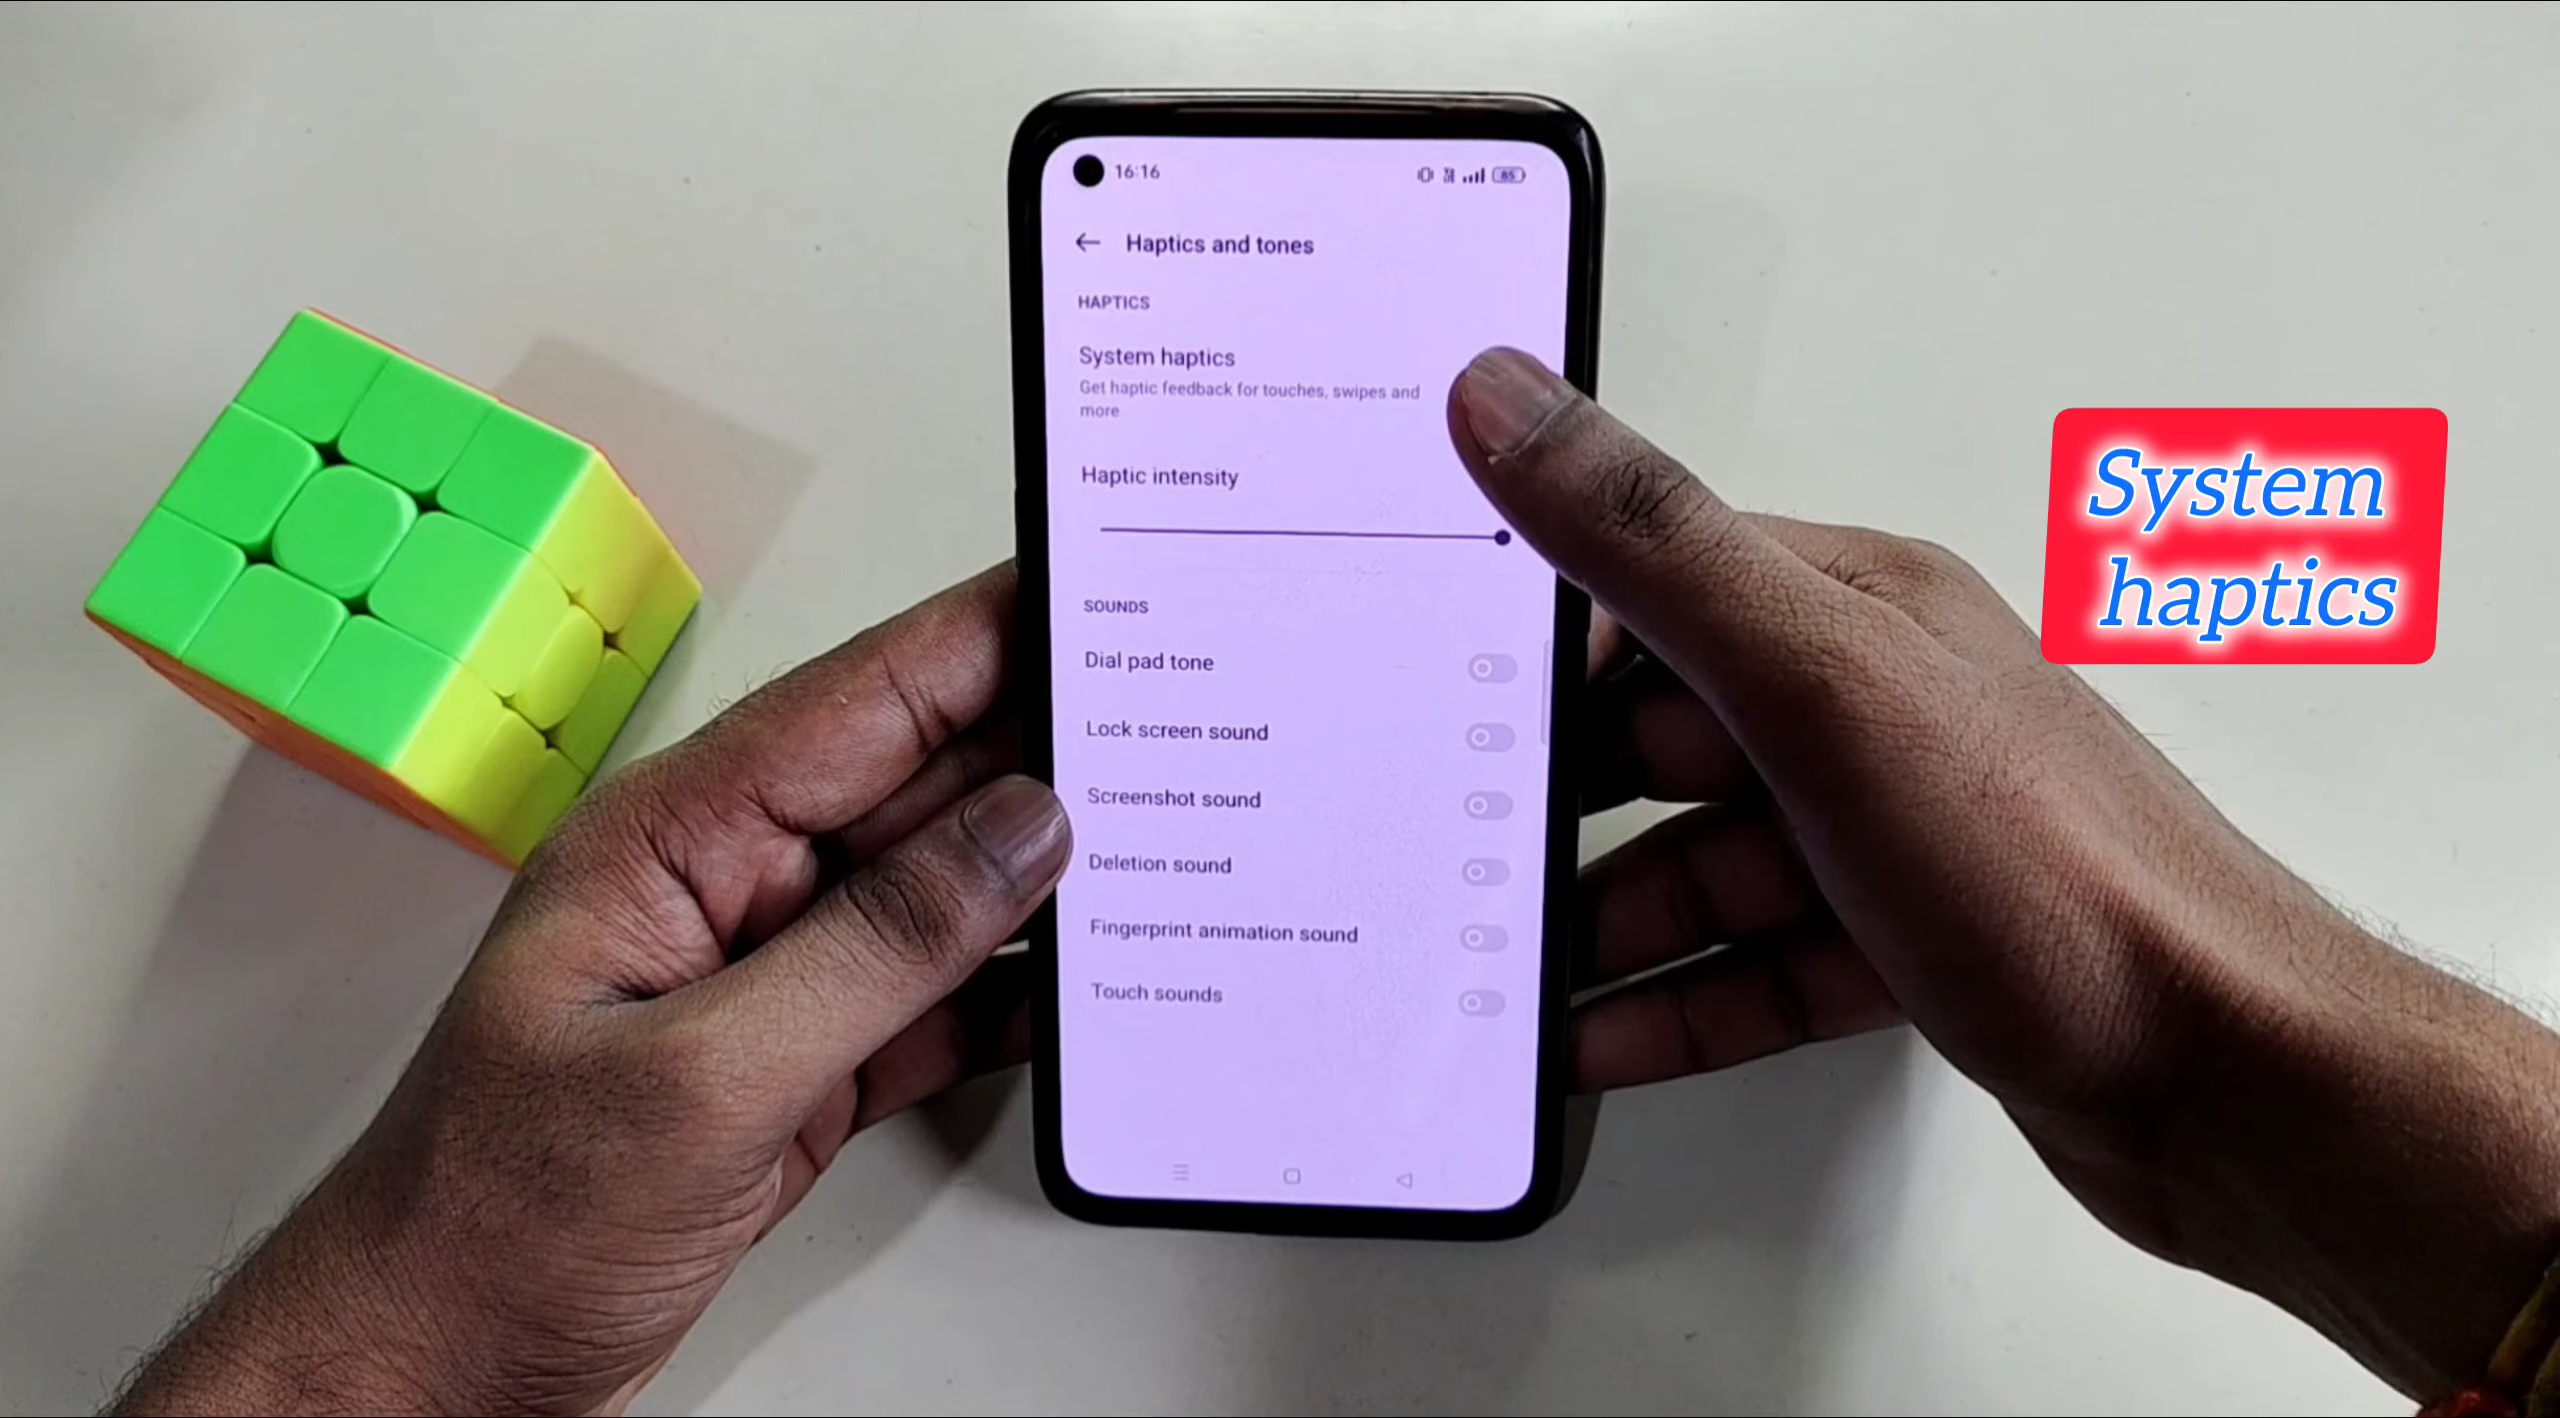 16:16
85
Haptics and tones
HAPTICS
System haptics
Get haptic feedback for touches, swipes and
more
Haptic intensity
SOUNDS
Dial pad tone
Lock screen sound
Screenshot sound
Deletion sound
Fingerprint animation sound
Touch sounds
System
haptics